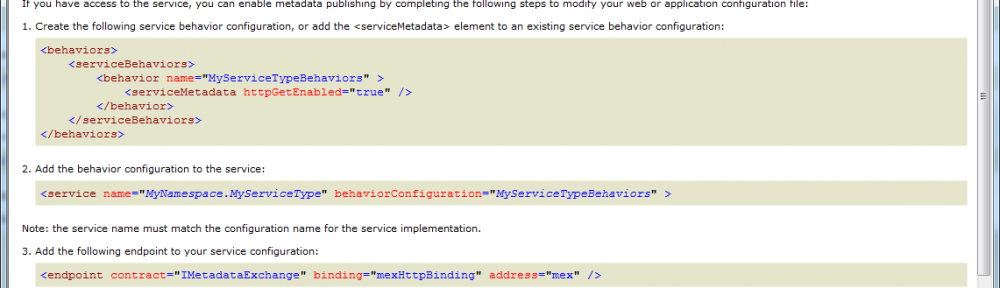 If you have access to the service, you can enable metadata publishing by completing the following steps to modify your web or application configuration file:
1. Create the following service behavior configuration, or add the <serviceMetadata> element to an existing service behavior configuration:
<behaviors>
<serviceBehaviors>
<behavior name="MyServiceTypeBehaviors" >
<serviceMetadata httpGetEnabled="true" />
</behavior>
</serviceBehaviors>
</behaviors>
2. Add the behavior configuration to the service:
<service name="MyNamespace.MyServiceType" behaviorConfiguration="MyServiceTypeBehaviors" >
Note: the service name must match the configuration name for the service implementation.
3. Add the following endpoint to your service configuration:
<endpoint contract="IMetadataExchange" binding="mexHttpBinding" address="mex" />